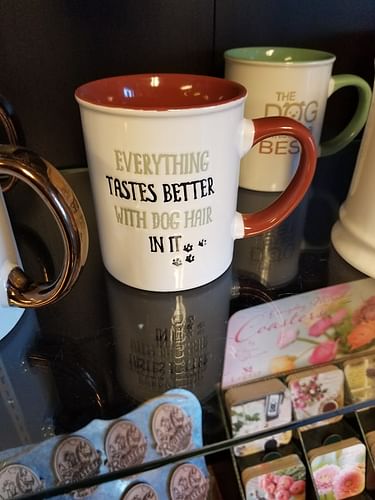 EVERYTHING
TASTES BETTER
WITH DOG HAIR
IN IT
THE
DOG
BES
Coasters